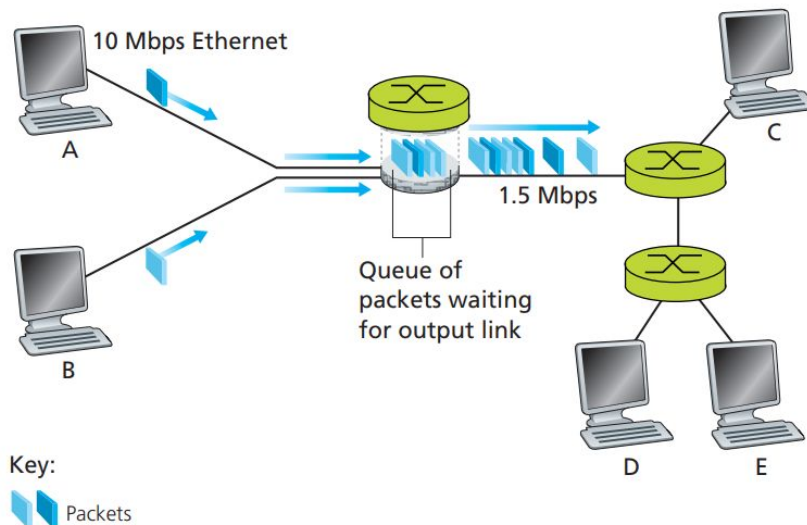 10 Mbps Ethernet
A
C
1.5 Mbps
Queue of
packets waiting
for output link
B
D
E
Key:
Packets